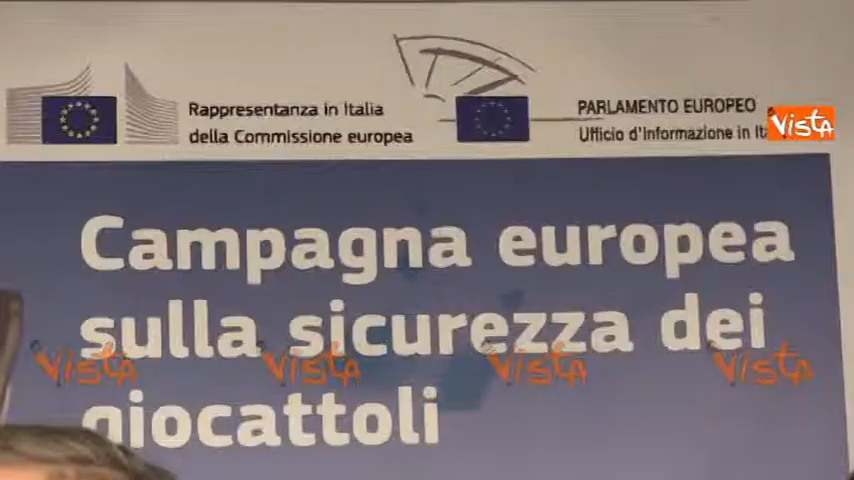 Rappresentanza in Italia
della Commissione europea
PARLAMENTO EUROPEO
Ufficio d'Informazione in
VISTA
Campagna europea
sulla sicurezza dei
VISTA VISTA VISTA VISTA
giocattoli